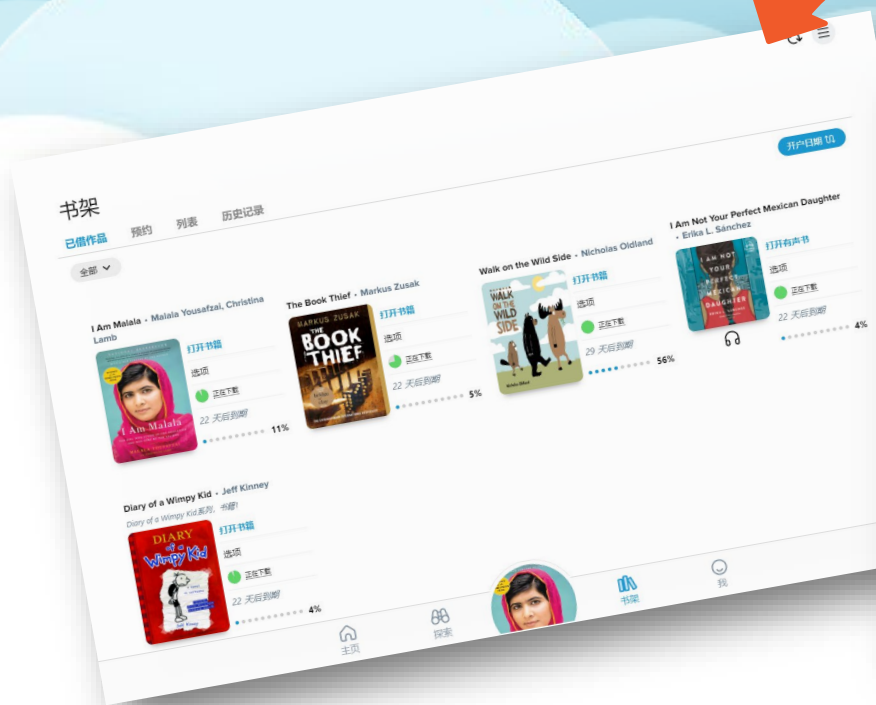 书架
已借作品 预约 列表 历史记录
开户日期
全部
I Am Malala • Malala Yousafzai, Christina
Lamb
I Am Malala
打开书籍
选项
正在下载
22 天后到期
11%
The Book Thief • Markus Zusak
MARKUS ZUSAK
THE
BOOK
THIEF
打开书籍
选项
正在下载
22 天后到期
5%
Walk on the Wild Side • Nicholas Oldland
WALK
ON THE
WILD
SIDE
打开书籍
选项
正在下载
29 天后到期
56%
I Am Not Your Perfect Mexican Daughter
• Erika L. Sánchez
I AM NOT
YOUR
PERFECT
MEXICAN
DAUGHTER
打开有声书
选项
正在下载
22 天后到期
4%
Diary of a Wimpy Kid • Jeff Kinney
Diary of a Wimpy Kid系列，书籍1
DIARY
of a
Wimpy Kid
打开书籍
选项
正在下载
22 天后到期
4%
主页 探索 书架 我